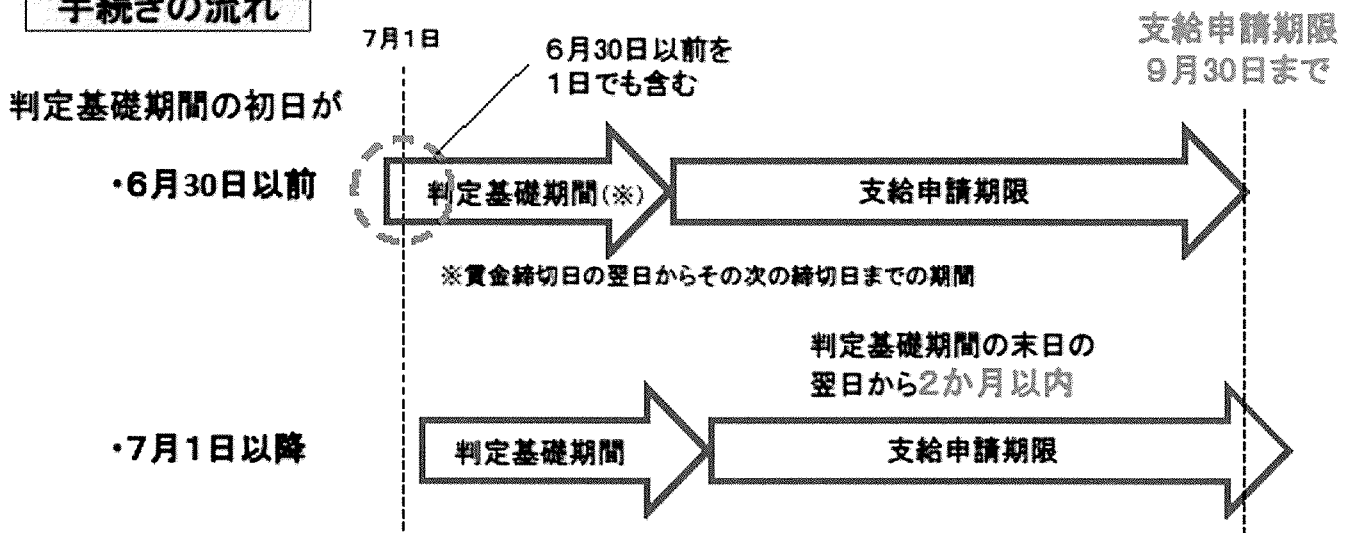 手続きの流れ
7月1日
6月30日以前を
1日でも含む
支給申請期限
9月30日まで
判定基礎期間の初日が
・6月30日以前
判定基礎期間(※)
支給申請期限
※賃金締切日の翌日からその次の締切日までの期間
判定基礎期間の末日の
翌日から2か月以内
・7月1日以降
判定基礎期間
支給申請期限